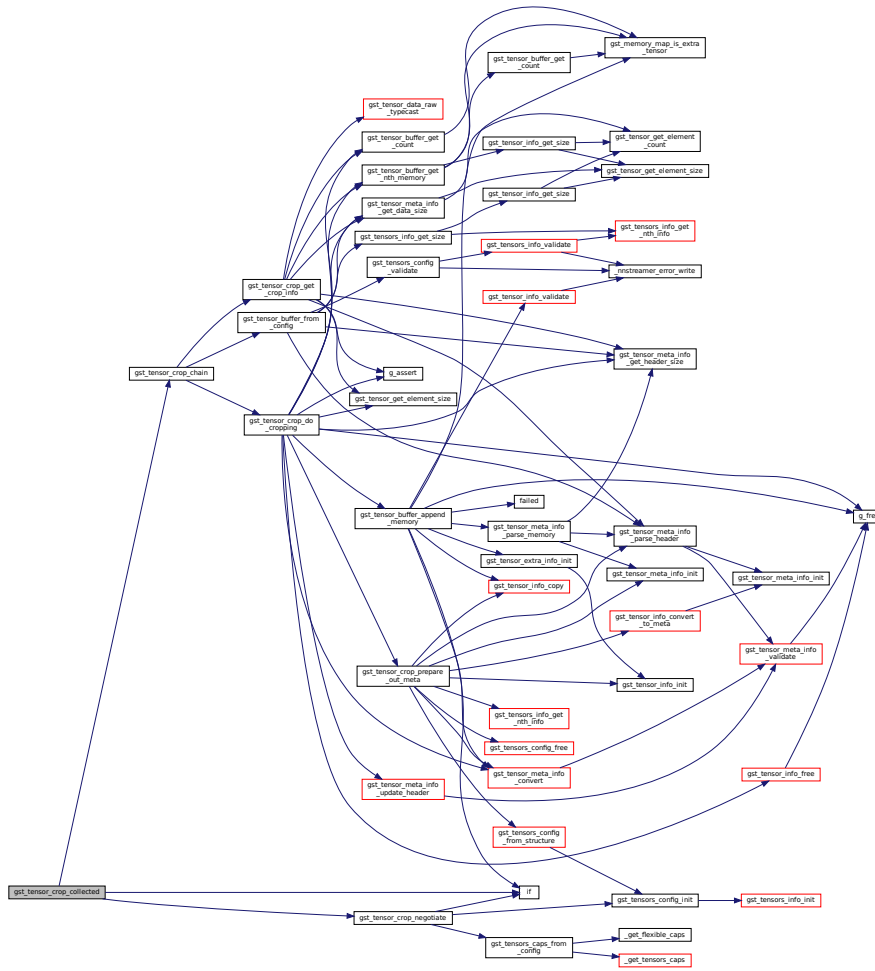 gst_memory_map_is_extra
_tensor
gst_tensor_buffer_get
_count
gst_tensor_data_raw
_typecast
gst_tensor_buffer_get
_count
gst_tensor_get_element
_count
gst_tensor_info_get_size
gst_tensor_buffer_get
_nth_memory
gst_tensor_get_element_size
gst_tensor_info_get_size
gst_tensor_meta_info
_get_data_size
gst_tensors_info_get
_nth_info
gst_tensors_info_get_size
gst_tensors_info_validate
gst_tensors_config
_validate
_nnstreamer_error_write
gst_tensor_crop_get
_crop_info
gst_tensor_info_validate
gst_tensor_buffer_from
_config
gst_tensor_meta_info
_get_header_size
gst_tensor_crop_chain
g_assert
gst_tensor_get_element_size
gst_tensor_crop_do
_cropping
failed
gst_tensor_buffer_append
_memory
g_fre
gst_tensor_meta_info
_parse_memory
gst_tensor_meta_info
_parse_header
gst_tensor_extra_info_init
gst_tensor_meta_info_init
gst_tensor_meta_info_init
gst_tensor_info_copy
gst_tensor_info_convert
_to_meta
gst_tensor_meta_info
_validate
gst_tensor_crop_prepare
_out_meta
gst_tensor_info_init
gst_tensors_info_get
_nth_info
gst_tensors_config_free
gst_tensor_meta_info
_convert
gst_tensor_info_free
gst_tensor_meta_info
_update_header
gst_tensors_config
_from_structure
gst_tensor_crop_collected
if
gst_tensors_config_init
gst_tensors_info_init
gst_tensor_crop_negotiate
_get_flexible_caps
gst_tensors_caps_from
_config
_get_tensors_caps